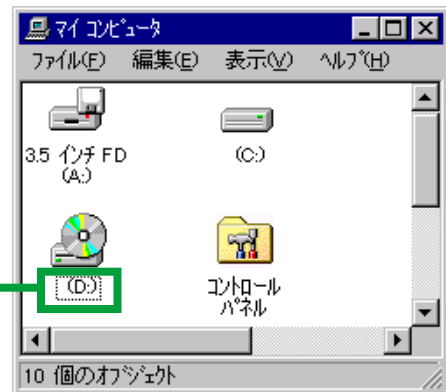 マイ コンピュータ
ファイル(F) 編集(E) 表示(V) ヘルプ(H)
3.5 インチ FD
(A:)
(C:)
(D:)
コントロール
パネル
10 個のオブジェクト